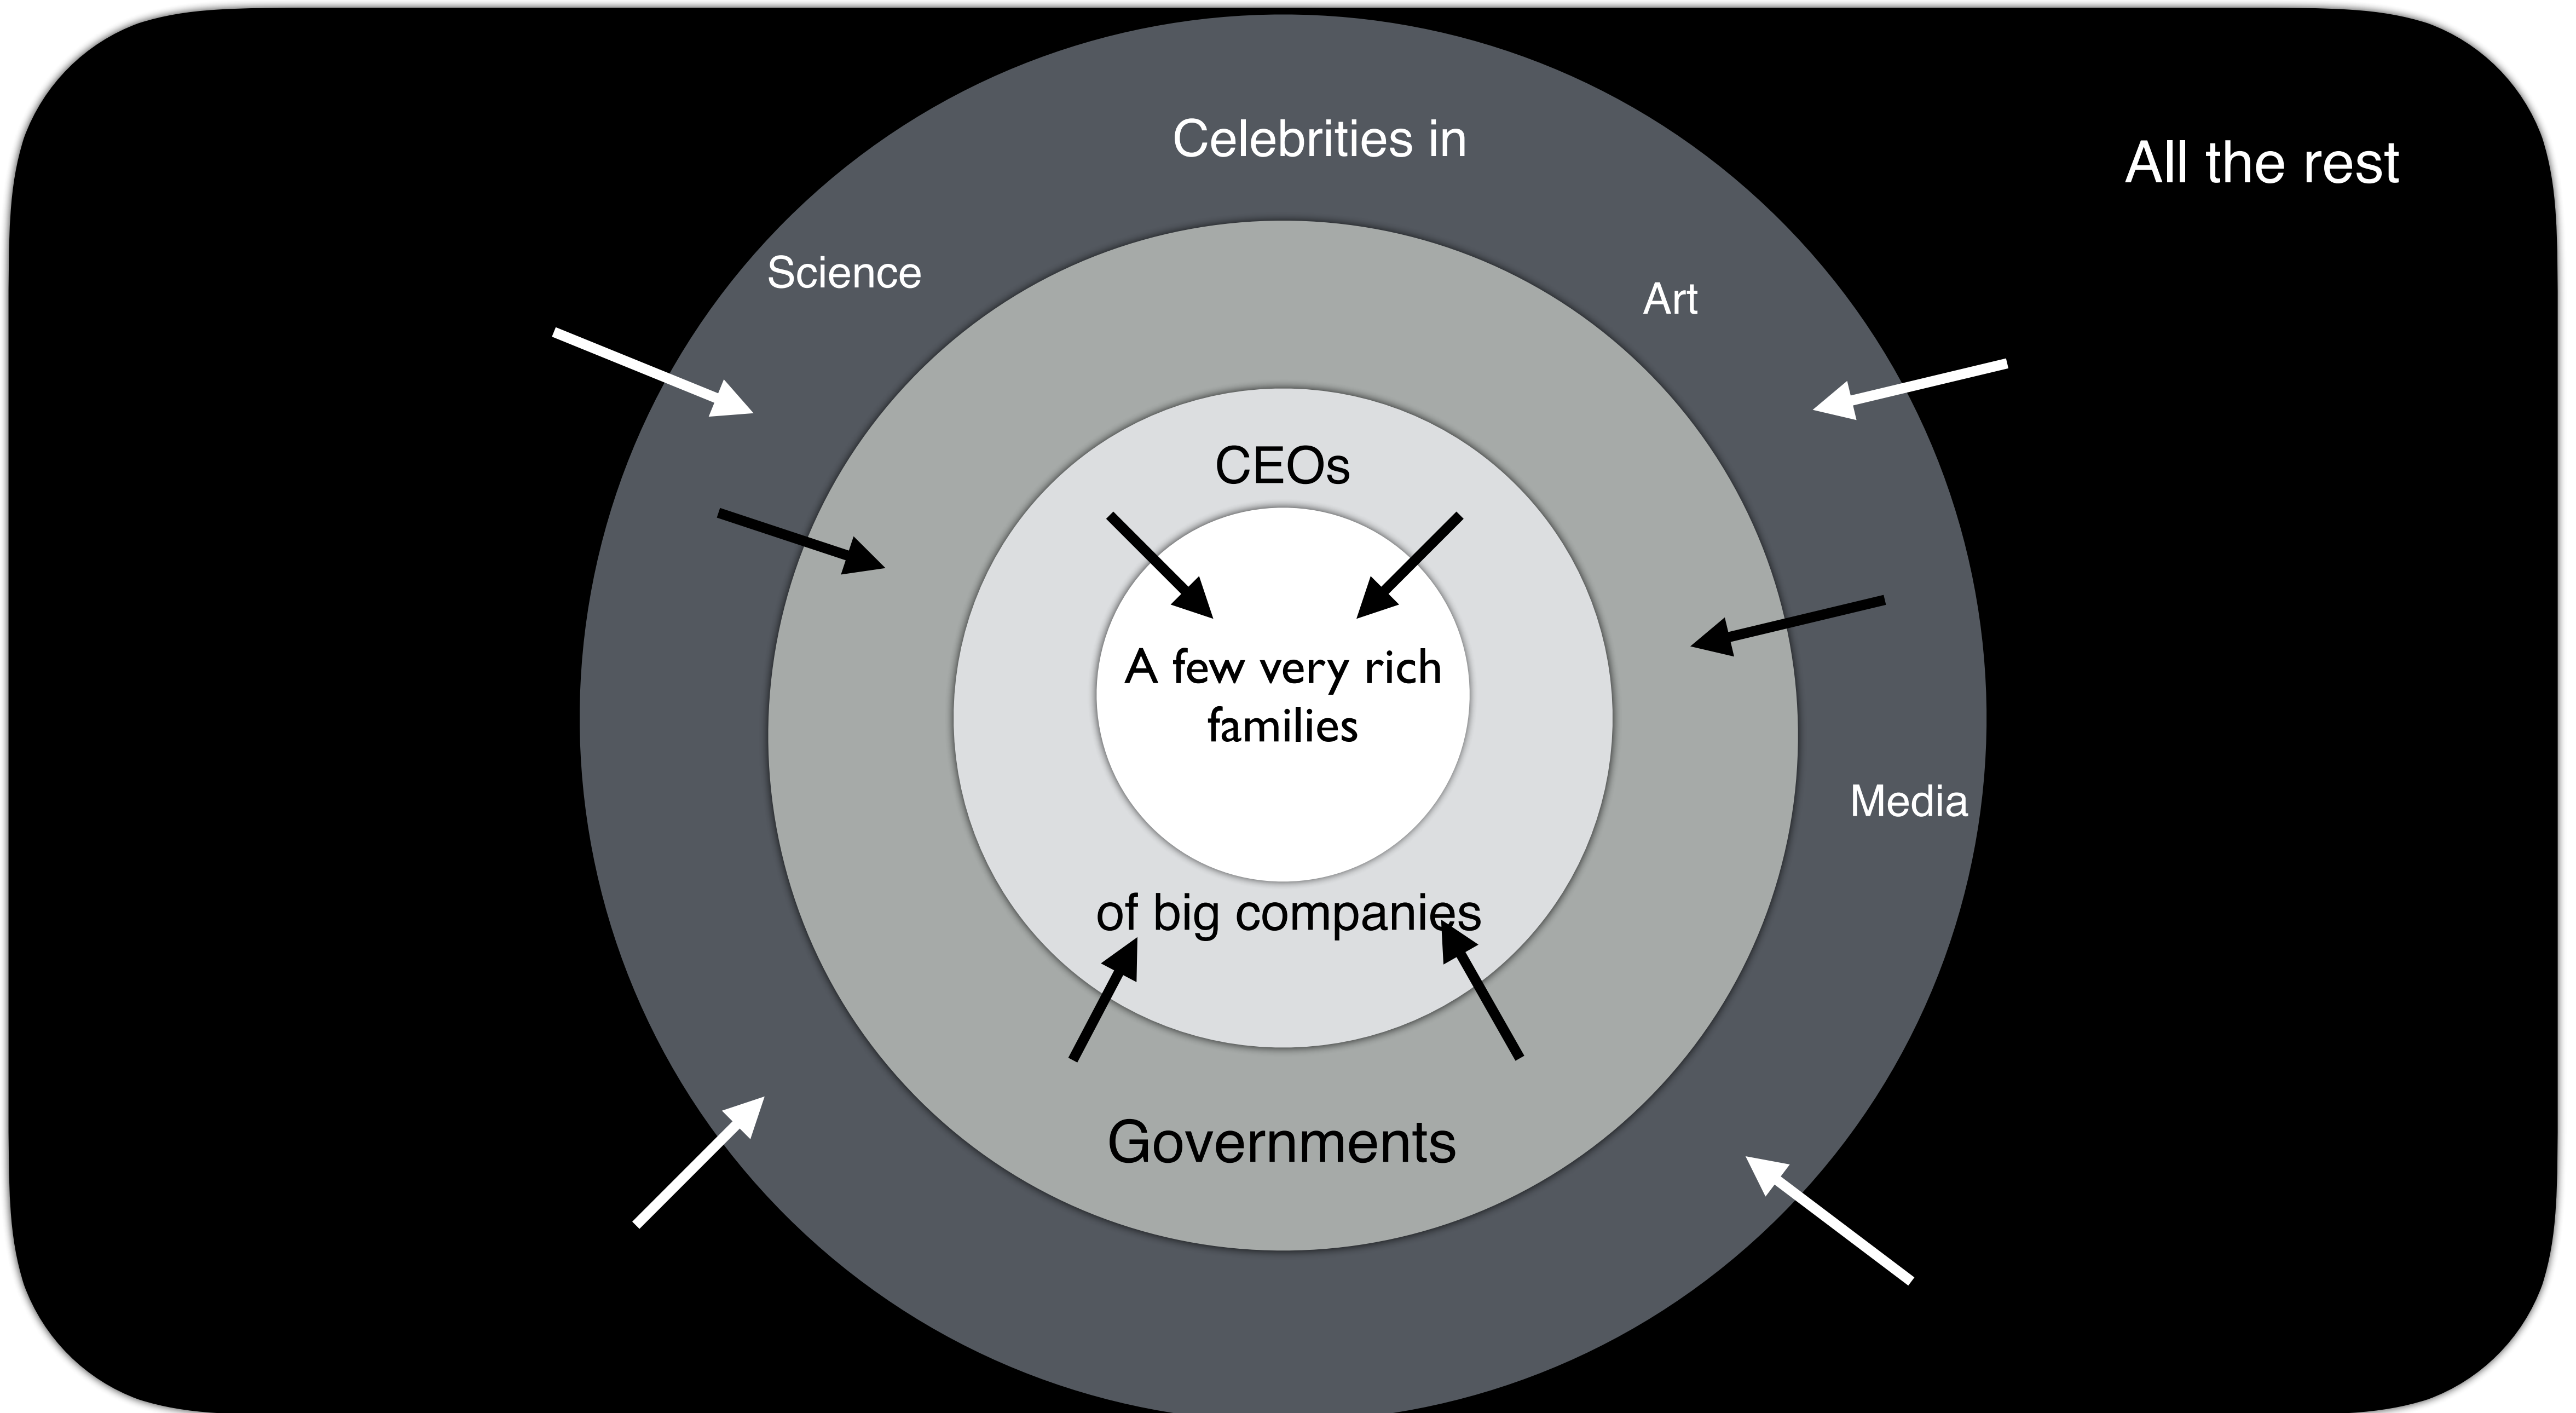 Celebrities in
All the rest
Science
Art
CEOs
A few very rich
families
Media
of big companies
Governments